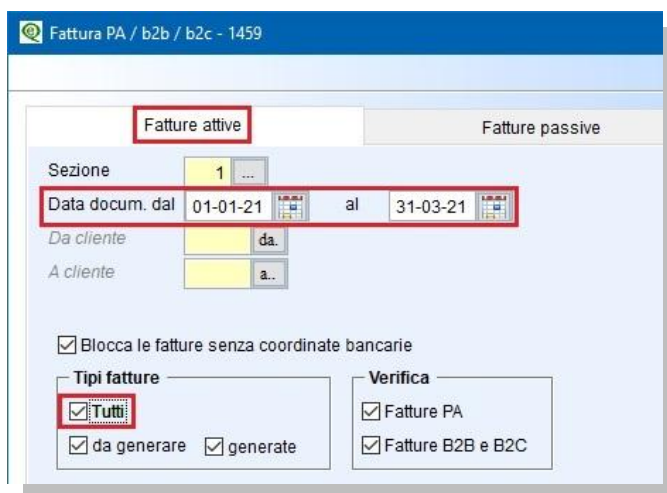 Fattura PA / b2b / b2c - 1459
Fatture attive Fatture passive
Sezione 1 ...
Data docum. dal 01-01-21 al 31-03-21
Da cliente da.
A cliente a..
Blocca le fatture senza coordinate bancarie
Tipi fatture Verifica
Tutti Fatture PA
da generare generate Fatture B2B e B2C